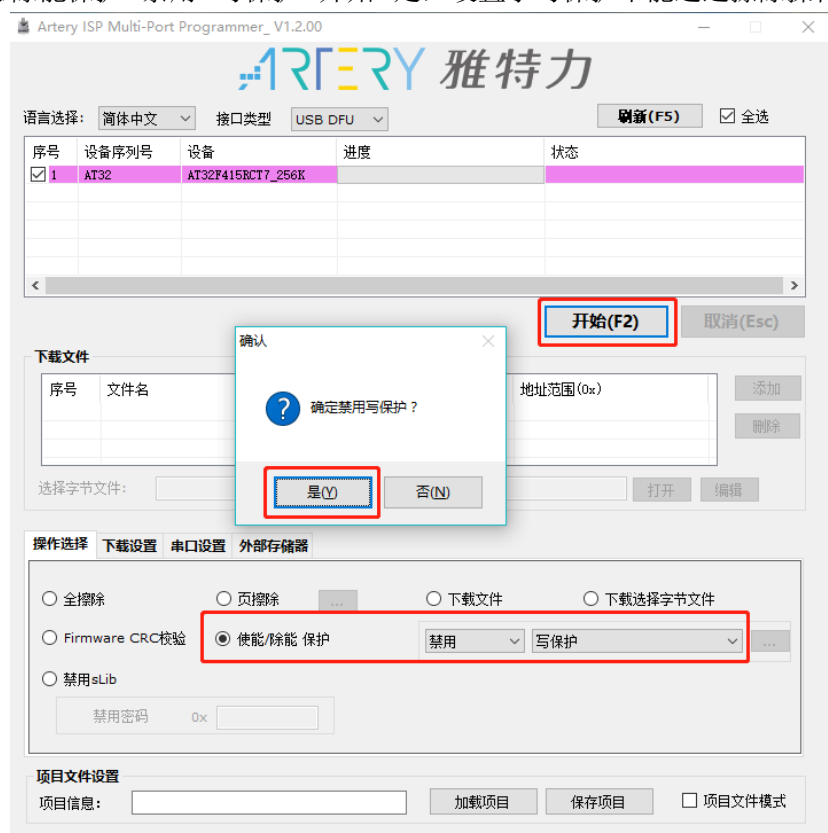 Artery ISP Multi-Port Programmer_ V1.2.00
ARTERY 雅特力
语言选择: 简体中文 接口类型 USB DFU 刷新(F5) 全选
序号 设备序列号 设备 进度 状态
1 AT32 AT32F415RCT7_256K
开始(F2) 取消(Esc)
确认
下载文件
序号 文件名 地址范围(0x) 添加
确定禁用写保护？
删除
选择字节文件: 打开 编辑
是(Y) 否(N)
操作选择 下载设置 串口设置 外部存储器
全擦除 页擦除 ... 下载文件 下载选择字节文件
Firmware CRC校验 使能/除能 保护 禁用 写保护 ...
禁用sLib
禁用密码 0x
项目文件设置
项目信息: 加载项目 保存项目 项目文件模式